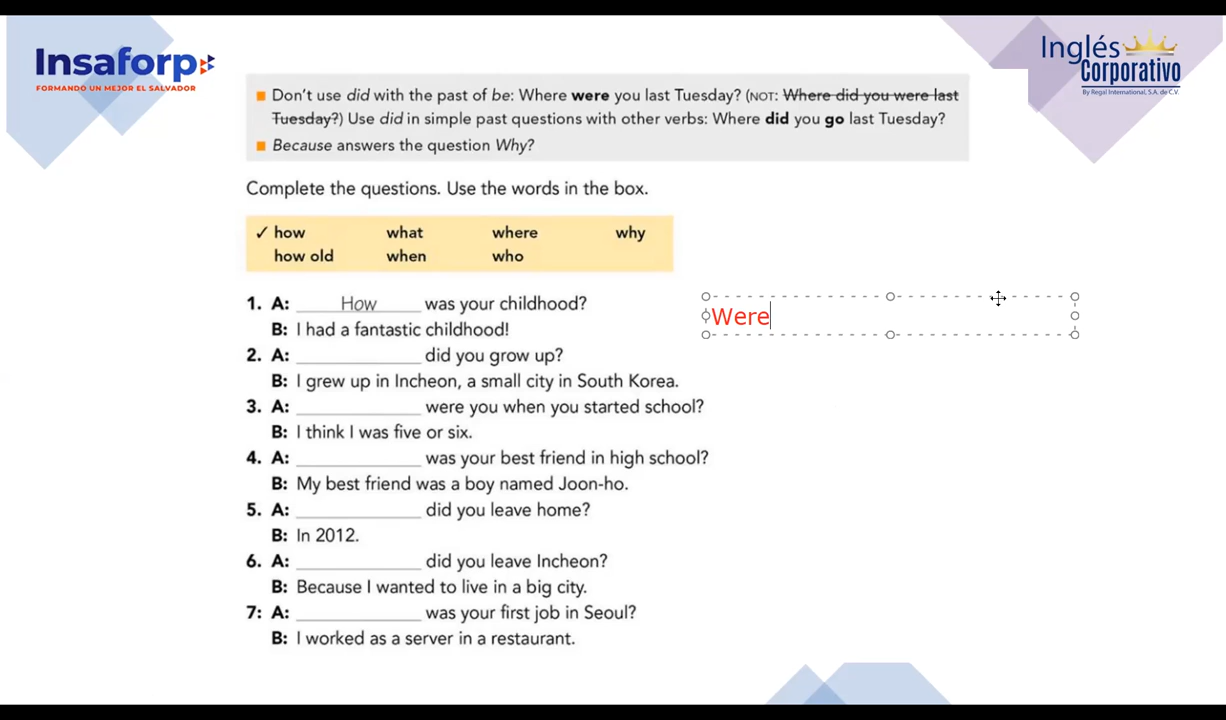 Insaforp
FORMANDO UN MEJOR EL SALVADOR
Inglés
Corporativo
By Regal International, S.A. de C.V.
Don't use did with the past of be: Where were you last Tuesday? (NOT: Where did you were last
Tuesday?) Use did in simple past questions with other verbs: Where did you go last Tuesday?
Because answers the question Why?
Complete the questions. Use the words in the box.
✓ how what where why
how old when who
1. A: How was your childhood?
B: I had a fantastic childhood!
Were
2. A: ____________ did you grow up?
B: I grew up in Incheon, a small city in South Korea.
3. A: ____________ were you when you started school?
B: I think I was five or six.
4. A: ____________ was your best friend in high school?
B: My best friend was a boy named Joon-ho.
5. A: ____________ did you leave home?
B: In 2012.
6. A: ____________ did you leave Incheon?
B: Because I wanted to live in a big city.
7: A: ____________ was your first job in Seoul?
B: I worked as a server in a restaurant.